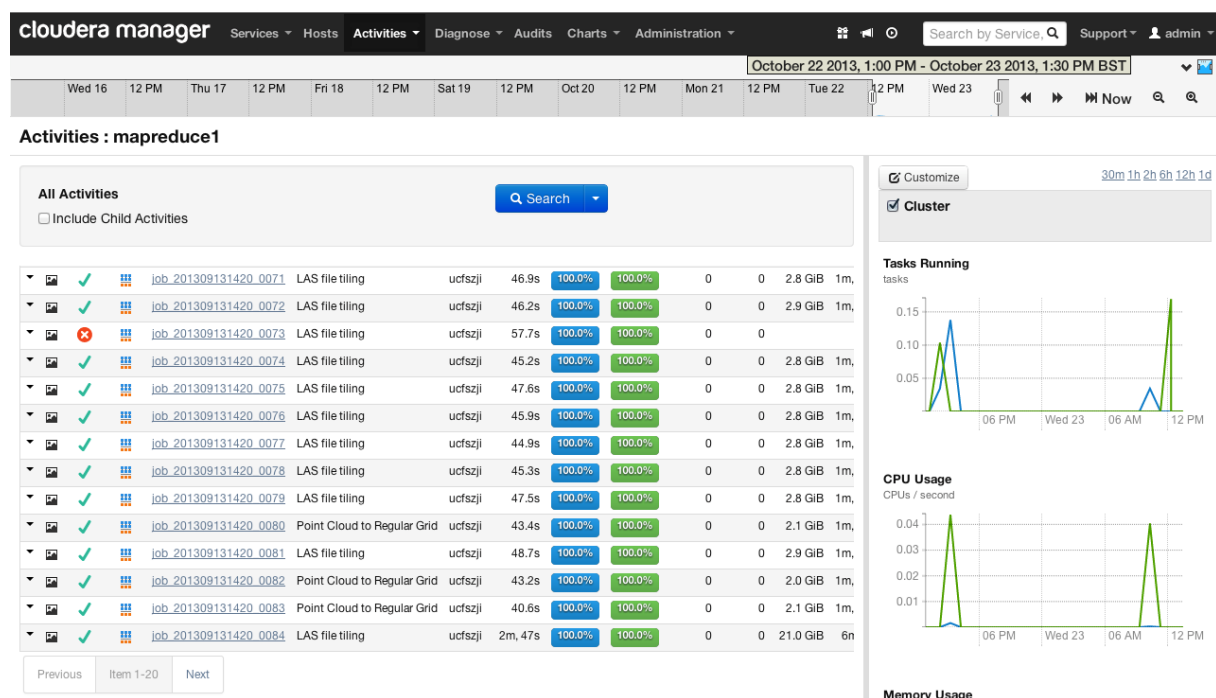 cloudera manager Services Hosts Activities Diagnose Audits Charts Administration Search by Service, Support admin
October 22 2013, 1:00 PM - October 23 2013, 1:30 PM BST
Wed 16 12 PM Thu 17 12 PM Fri 18 12 PM Sat 19 12 PM Oct 20 12 PM Mon 21 12 PM Tue 22 12 PM Wed 23 Now
Activities : mapreduce1
All Activities
Include Child Activities
Search
job_201309131420_0071 LAS file tiling ucfszji 46.9s 100.0% 100.0% 0 0 2.8 GiB 1m,
job_201309131420_0072 LAS file tiling ucfszji 46.2s 100.0% 100.0% 0 0 2.9 GiB 1m,
job_201309131420_0073 LAS file tiling ucfszji 57.7s 100.0% 100.0% 0 0
job_201309131420_0074 LAS file tiling ucfszji 45.2s 100.0% 100.0% 0 0 2.8 GiB 1m,
job_201309131420_0075 LAS file tiling ucfszji 47.6s 100.0% 100.0% 0 0 2.8 GiB 1m,
job_201309131420_0076 LAS file tiling ucfszji 45.9s 100.0% 100.0% 0 0 2.8 GiB 1m,
job_201309131420_0077 LAS file tiling ucfszji 44.9s 100.0% 100.0% 0 0 2.8 GiB 1m,
job_201309131420_0078 LAS file tiling ucfszji 45.3s 100.0% 100.0% 0 0 2.8 GiB 1m,
job_201309131420_0079 LAS file tiling ucfszji 47.5s 100.0% 100.0% 0 0 2.8 GiB 1m,
job_201309131420_0080 Point Cloud to Regular Grid ucfszji 43.4s 100.0% 100.0% 0 0 2.1 GiB 1m,
job_201309131420_0081 LAS file tiling ucfszji 48.7s 100.0% 100.0% 0 0 2.9 GiB 1m,
job_201309131420_0082 Point Cloud to Regular Grid ucfszji 43.2s 100.0% 100.0% 0 0 2.0 GiB 1m,
job_201309131420_0083 Point Cloud to Regular Grid ucfszji 40.6s 100.0% 100.0% 0 0 2.1 GiB 1m,
job_201309131420_0084 LAS file tiling ucfszji 2m, 47s 100.0% 100.0% 0 0 21.0 GiB 6m
Previous Item 1-20 Next
Customize 30m 1h 2h 6h 12h 1d
Cluster
Tasks Running
tasks
0.15
0.10
0.05
06 PM Wed 23 06 AM 12 PM
CPU Usage
CPUs / second
0.04
0.03
0.02
0.01
06 PM Wed 23 06 AM 12 PM
Memory Usage